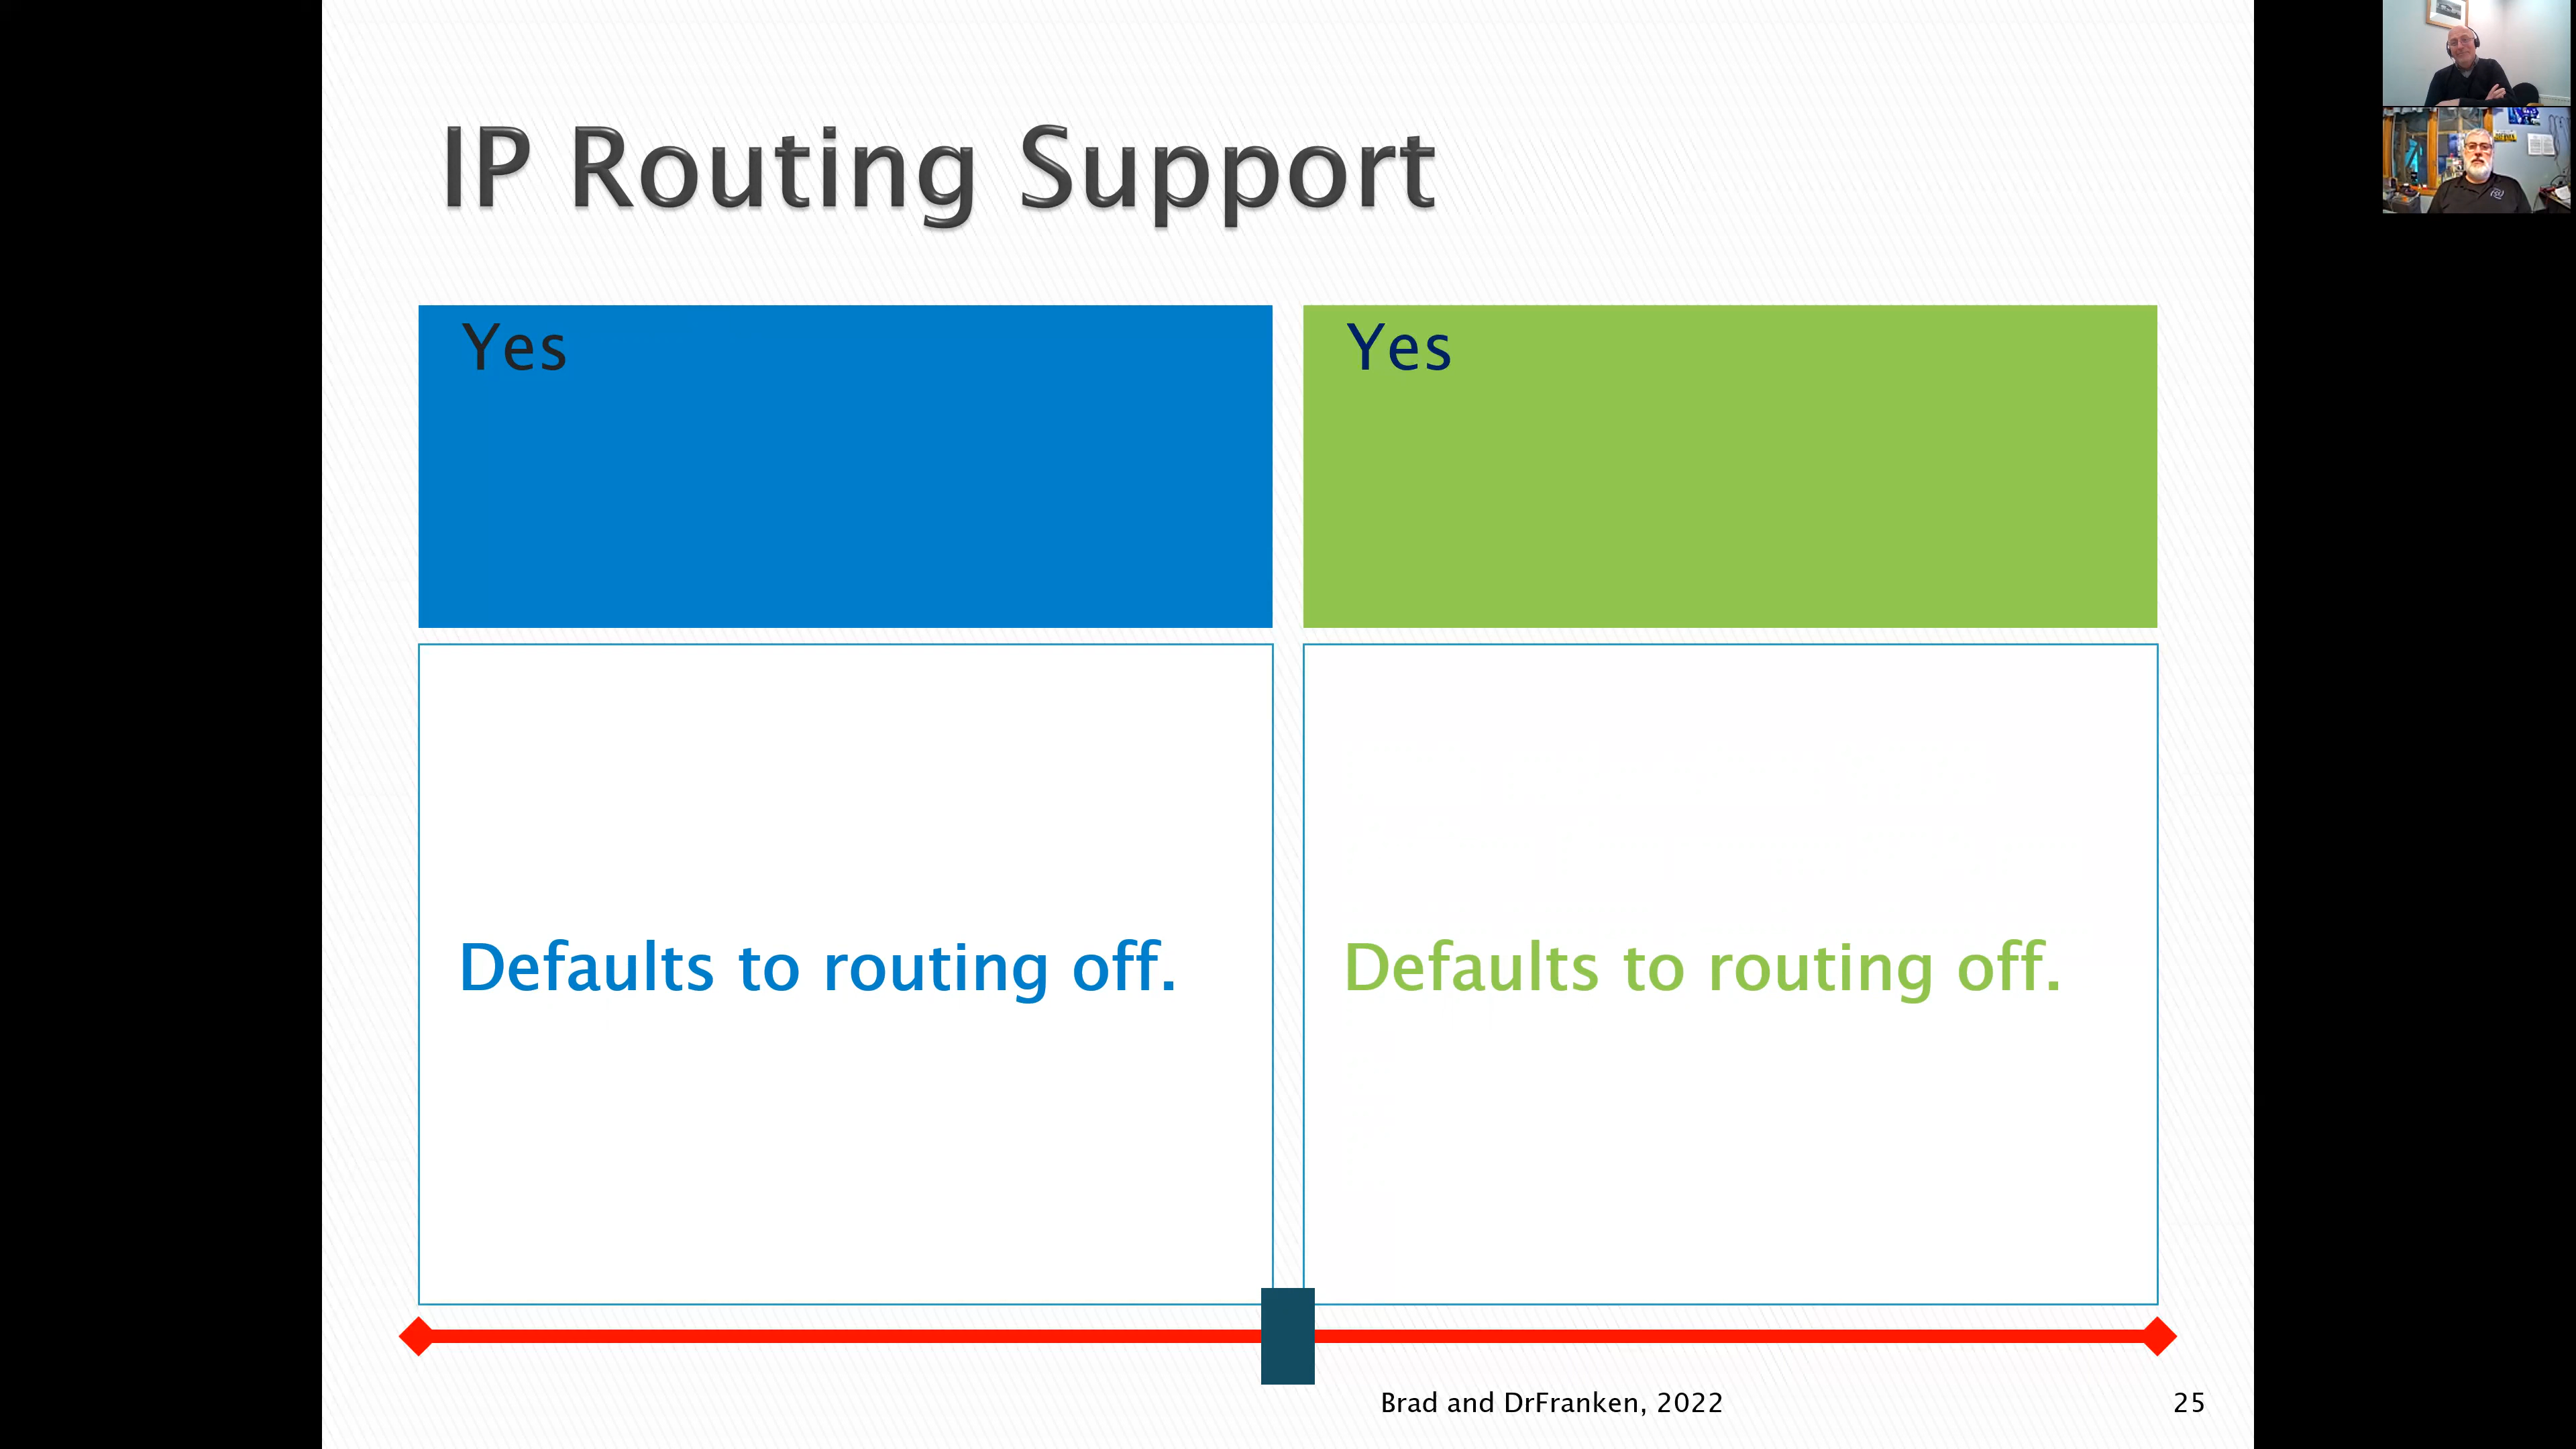 IP Routing Support
Yes
Yes
Defaults to routing off.
Defaults to routing off.
Brad and DrFranken, 2022
25